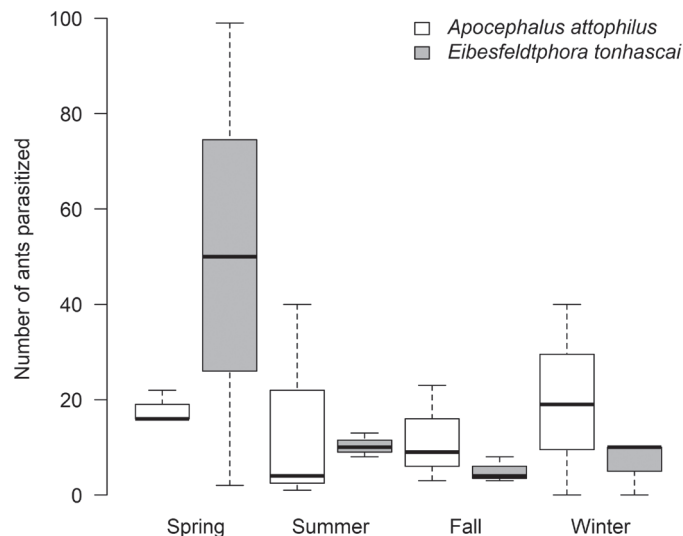 Apocephalus attophilus
Eibesfeldtphora tonhascai
Number of ants parasitized
100
80
60
40
20
0
Spring Summer Fall Winter